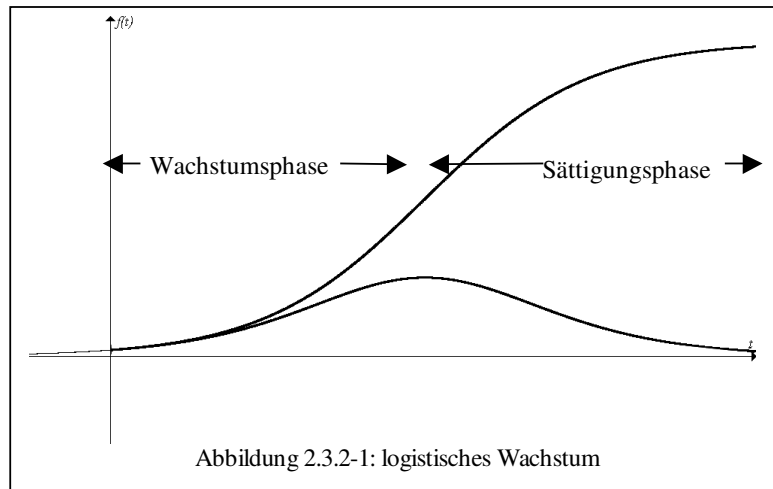 f(t)
Wachstumsphase
Sättigungsphase
t
Abbildung 2.3.2-1: logistisches Wachstum